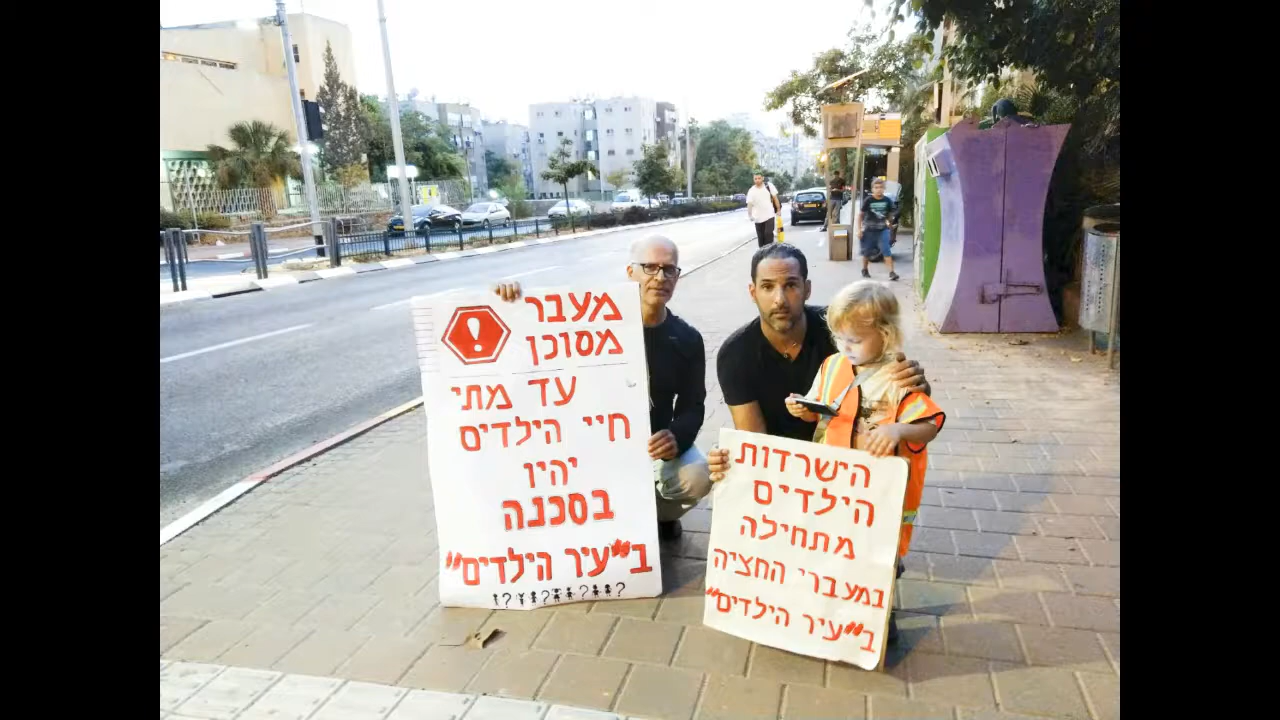 מעבר
מסוכן
עד מתי
חיי הילדים
יהיו
בסכנה
ב"עיר הילדים"
הישרדות
הילדים
מתחילה
במעברי החציה
ב"עיר הילדים"